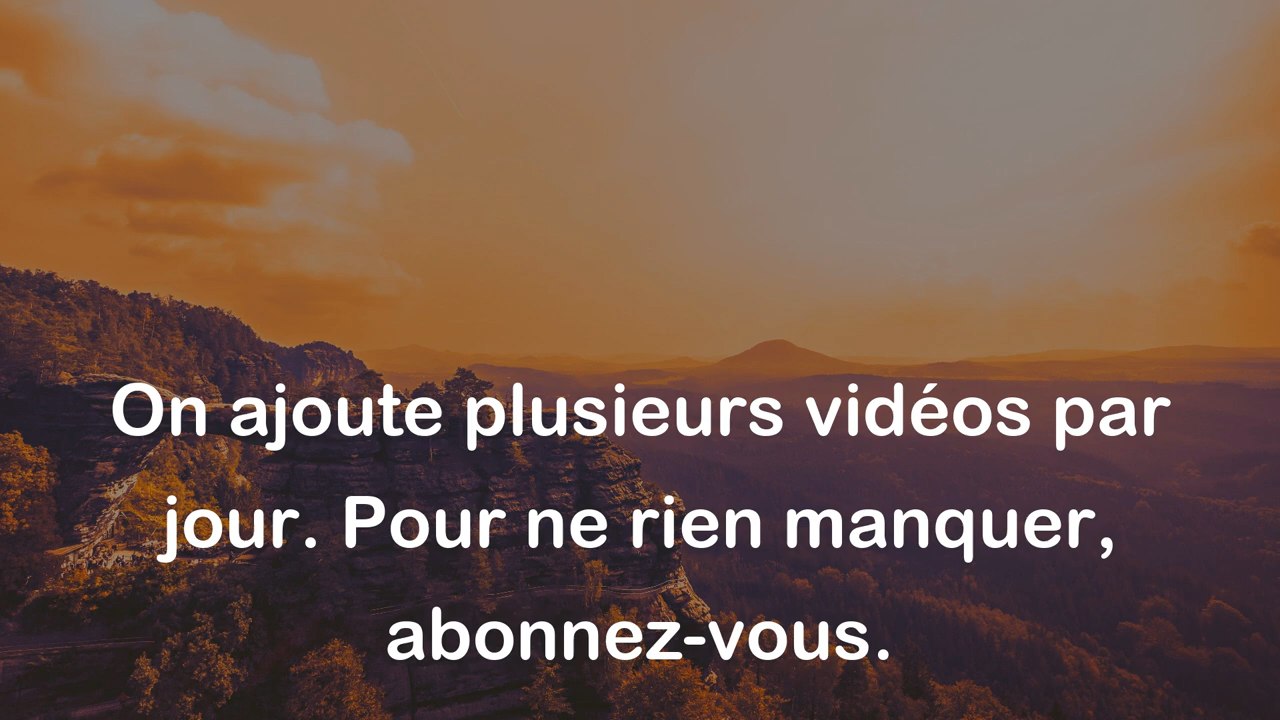 On ajoute plusieurs vidéos par
jour. Pour ne rien manquer,
abonnez-vous.